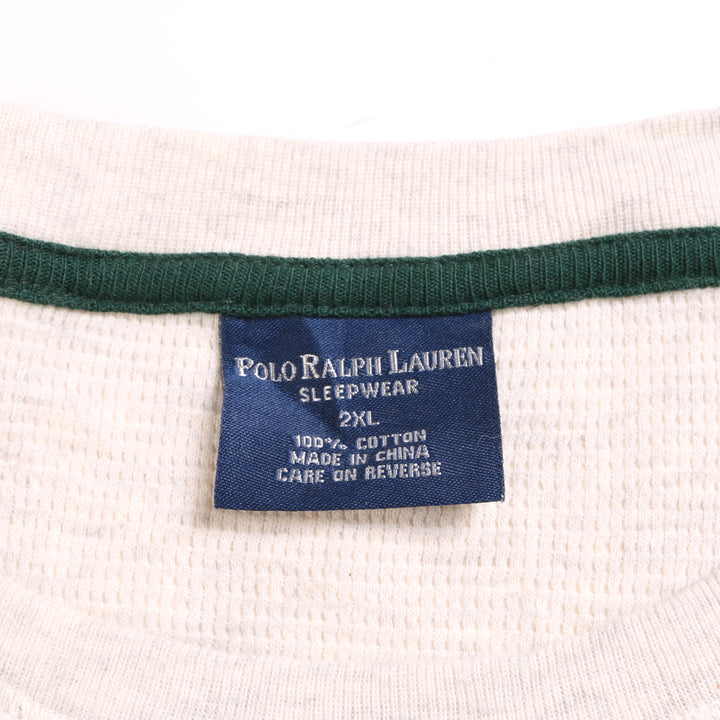 POLO RALPH LAUREN
SLEEPWEAR
2XL
100% COTTON
MADE IN CHINA
CARE ON REVERSE